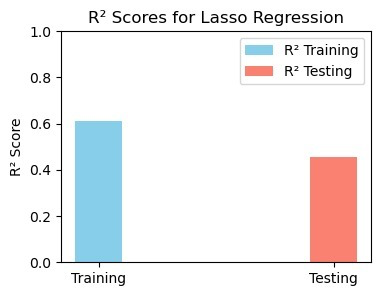 R² Scores for Lasso Regression
R² Training
R² Testing
R² Score
1.0
0.8
0.6
0.4
0.2
0.0
Training
Testing